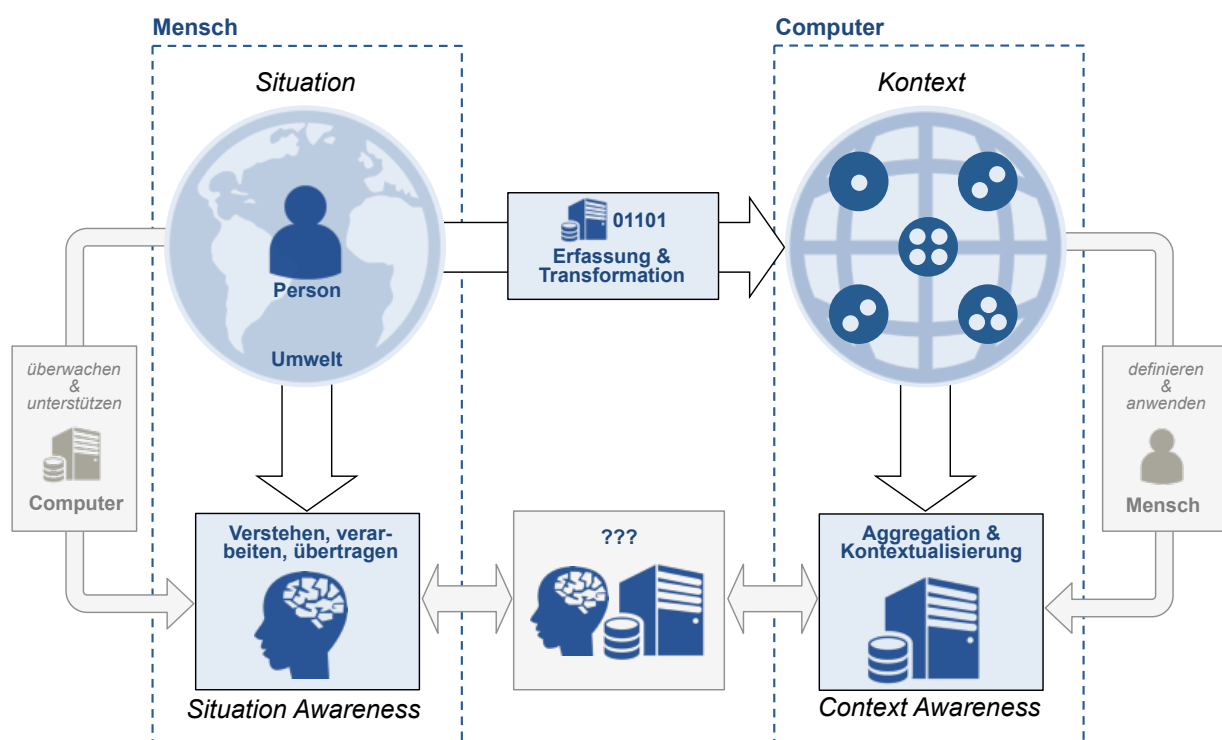 Mensch
Computer
Situation
Kontext
01101
Erfassung &
Transformation
Person
Umwelt
überwachen
&
unterstützen
Computer
definieren
&
anwenden
Mensch
Verstehen, verar-
beiten, übertragen
???
Aggregation &
Kontextualisierung
Situation Awareness
Context Awareness